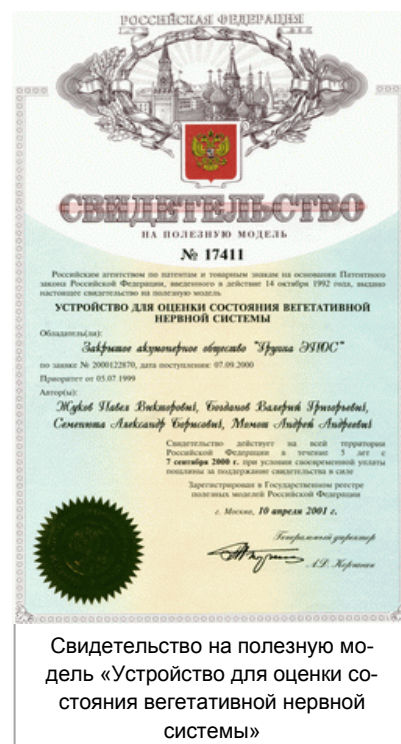 РОССИЙСКАЯ ФЕДЕРАЦИЯ
СВИДЕТЕЛЬСТВО
НА ПОЛЕЗНУЮ МОДЕЛЬ
№ 17411
Российским агентством по патентам и товарным знакам на основании Патентного
закона Российской Федерации, введенного в действие 14 октября 1992 года, выдано
настоящее свидетельство на полезную модель
УСТРОЙСТВО ДЛЯ ОЦЕНКИ СОСТОЯНИЯ ВЕГЕТАТИВНОЙ
НЕРВНОЙ СИСТЕМЫ
Обладатель(ли):
Закрытое акционерное общество "Группа ЭПОС"
по заявке № 2000122870, дата поступления: 07.09.2000
Приоритет от 05.07.1999
Автор(ы):
Жуков Павел Викторович, Богданов Валерий Григорьевич,
Семенюта Александр Борисович, Момот Андрей Андреевич
Свидетельство действует на всей территории
Российской Федерации в течение 5 лет с
7 сентября 2000 г. при условии своевременной уплаты
пошлины за поддержание свидетельства в силе
Зарегистрирован в Государственном реестре
полезных моделей Российской Федерации
г. Москва, 10 апреля 2001 г.
Генеральный директор
А.Д. Корчагин
Свидетельство на полезную мо-
дель «Устройство для оценки со-
стояния вегетативной нервной
системы»